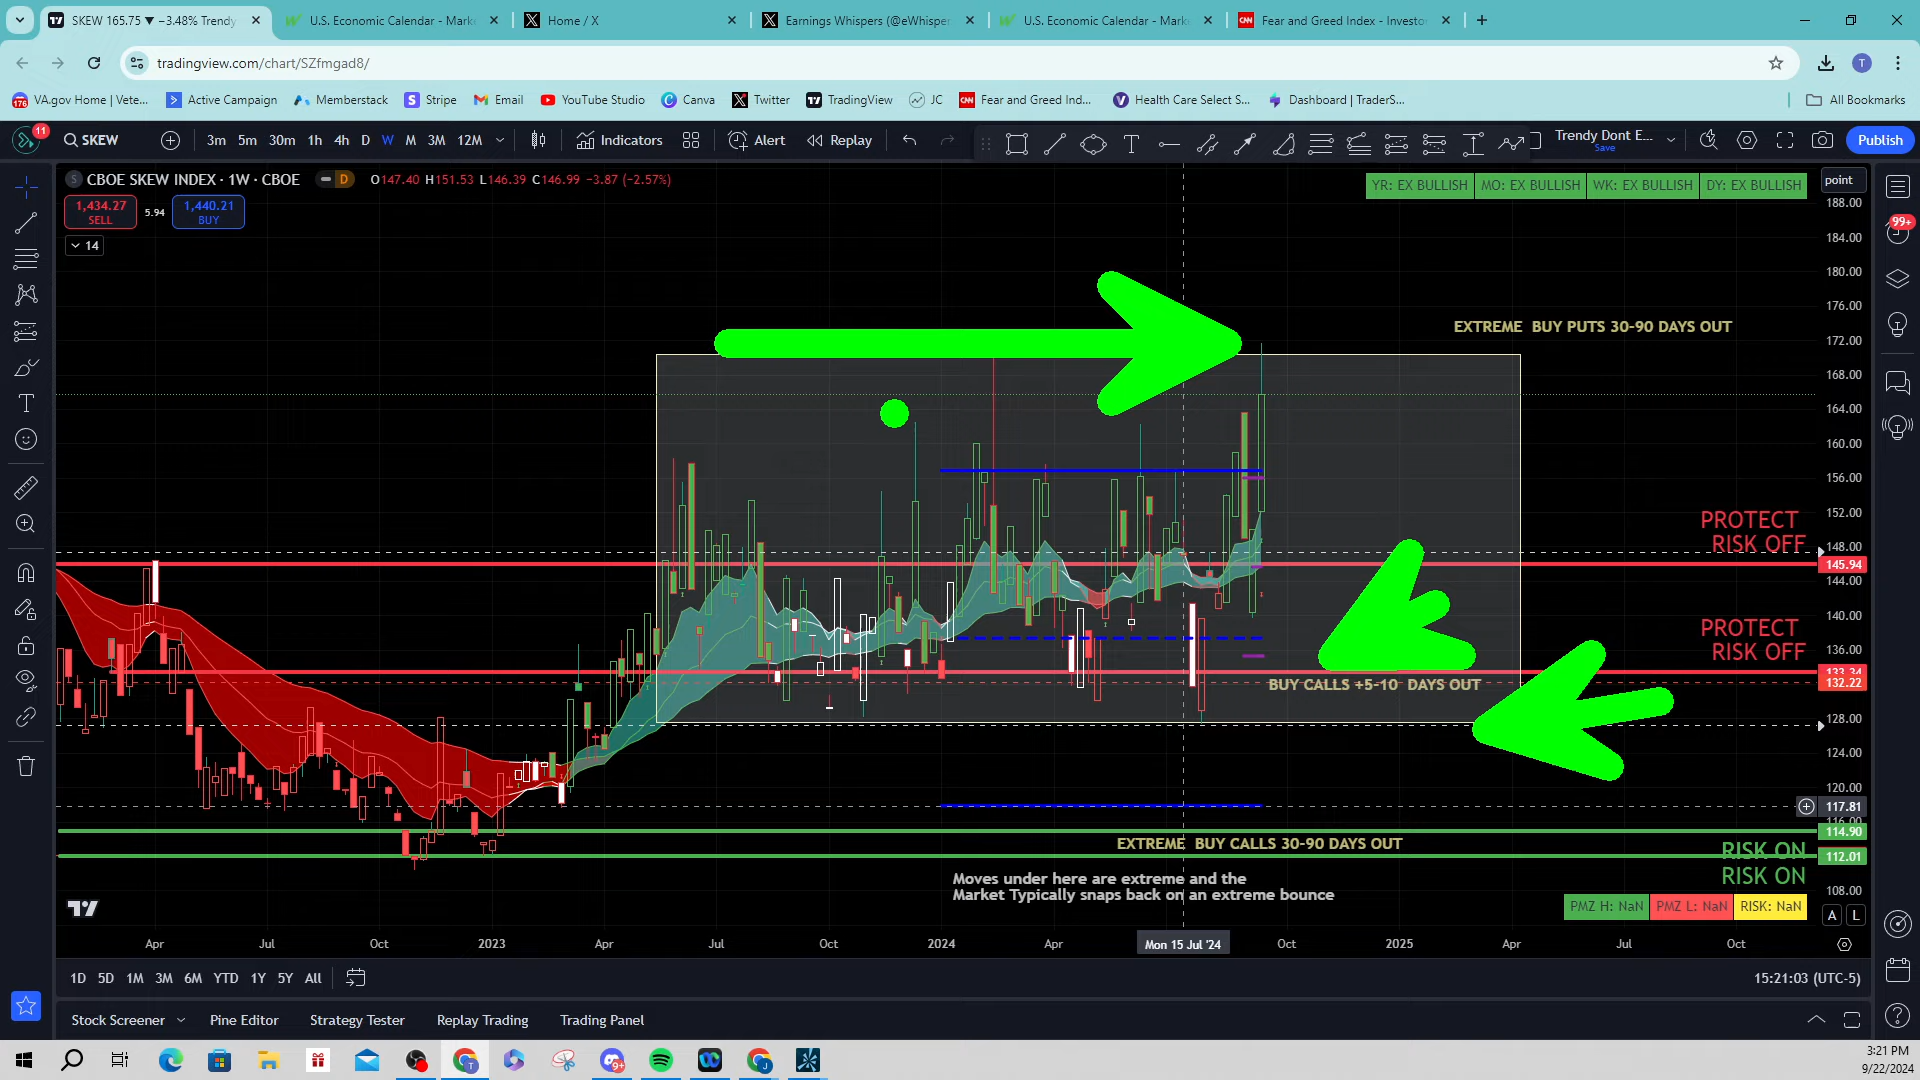 SKEW 165.75 ▼ −3.48% Trendy
U.S. Economic Calendar - Mark
Home / X
Earnings Whispers (@eWhisper
U.S. Economic Calendar - Mark
Fear and Greed Index - Investo
tradingview.com/chart/SZfmgad8/
T
176
VA.gov Home | Vete...
Active Campaign
Memberstack
Stripe
Email
YouTube Studio
Canva
Twitter
TradingView
JC
Fear and Greed Ind...
Health Care Select S...
Dashboard | TraderS...
All Bookmarks
11
SKEW
3m 5m 30m 1h 4h D W M 3M 12M
Indicators
Alert
Replay
Trendy Dont E...
Save
Publish
CBOE SKEW INDEX · 1W · CBOE
D
O147.40 H151.53 L146.39 C146.99 −3.87 (−2.57%)
YR: EX BULLISH
MO: EX BULLISH
WK: EX BULLISH
DY: EX BULLISH
point
1,434.27
SELL
5.94
1,440.21
BUY
14
99+
188.00
184.00
180.00
176.00
172.00
168.00
164.00
160.00
156.00
152.00
148.00
145.94
144.00
140.00
136.00
132.22
128.00
124.00
120.00
117.81
114.90
112.01
108.00
EXTREME BUY PUTS 30-90 DAYS OUT
PROTECT
RISK OFF
PROTECT
RISK OFF
BUY CALLS +5-10 DAYS OUT
EXTREME BUY CALLS 30-90 DAYS OUT
RISK ON
RISK ON
Moves under here are extreme and the
Market Typically snaps back on an extreme bounce
PMZ H: NaN
PMZ L: NaN
RISK: NaN
A L
Apr Jul Oct 2023 Apr Jul Oct 2024 Apr Mon 15 Jul '24 Oct 2025 Apr Jul Oct
1D 5D 1M 3M 6M YTD 1Y 5Y All
15:21:03 (UTC-5)
Stock Screener
Pine Editor
Strategy Tester
Replay Trading
Trading Panel
3:21 PM
9/22/2024